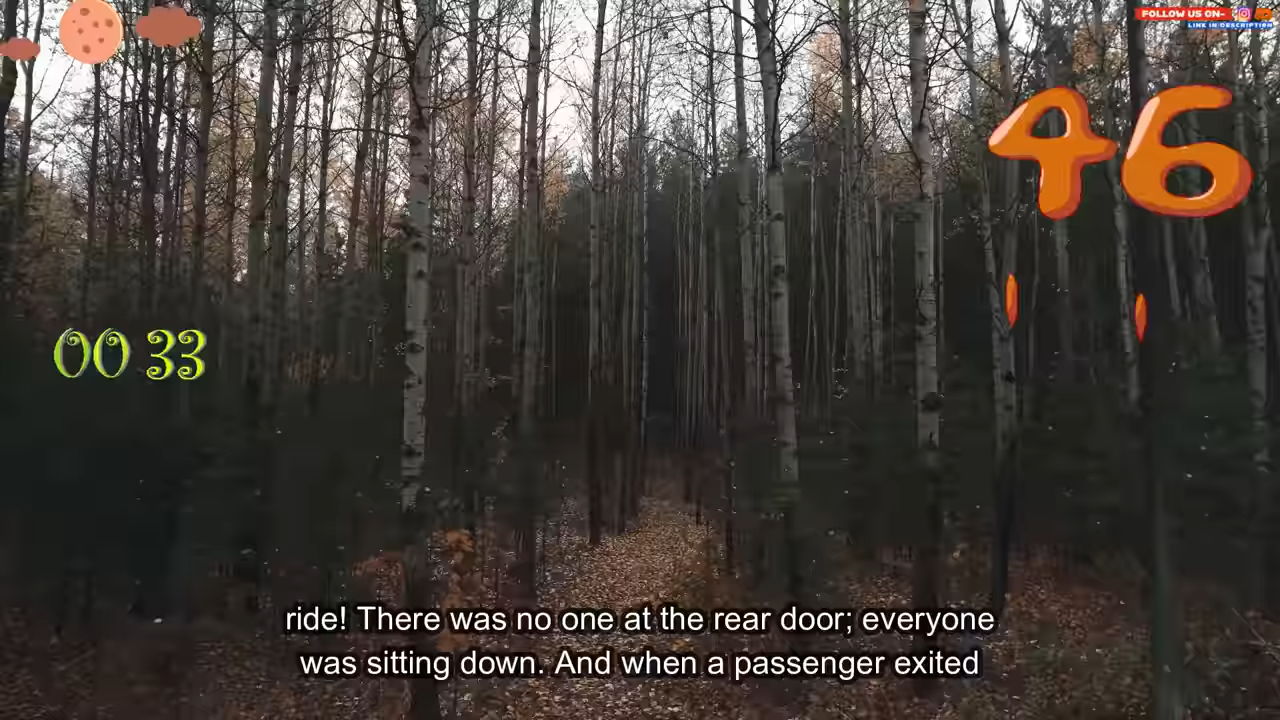 FOLLOW US ON-
LINK IN DESCRIPTION
46
00 33
ride! There was no one at the rear door; everyone
was sitting down. And when a passenger exited